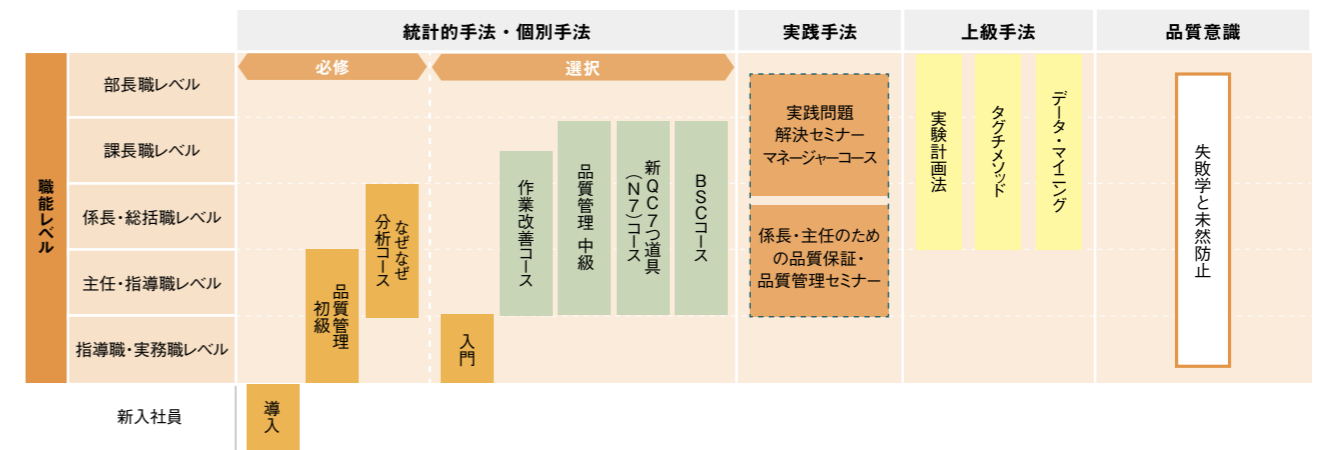 統計的手法・個別手法
実践手法
上級手法
品質意識
職能レベル
部長職レベル
課長職レベル
係長・総括職レベル
主任・指導職レベル
指導職・実務職レベル
新入社員
必修
選択
導入
品質管理
初級
なぜなぜ
分析コース
入門
作業改善コース
品質管理 中級
新QC7つ道具
（N7）コース
BSCコース
実践問題
解決セミナー
マネージャーコース
係長・主任のため
の品質保証・
品質管理セミナー
実験計画法
タグチメソッド
データ・マイニング
失敗学と未然防止